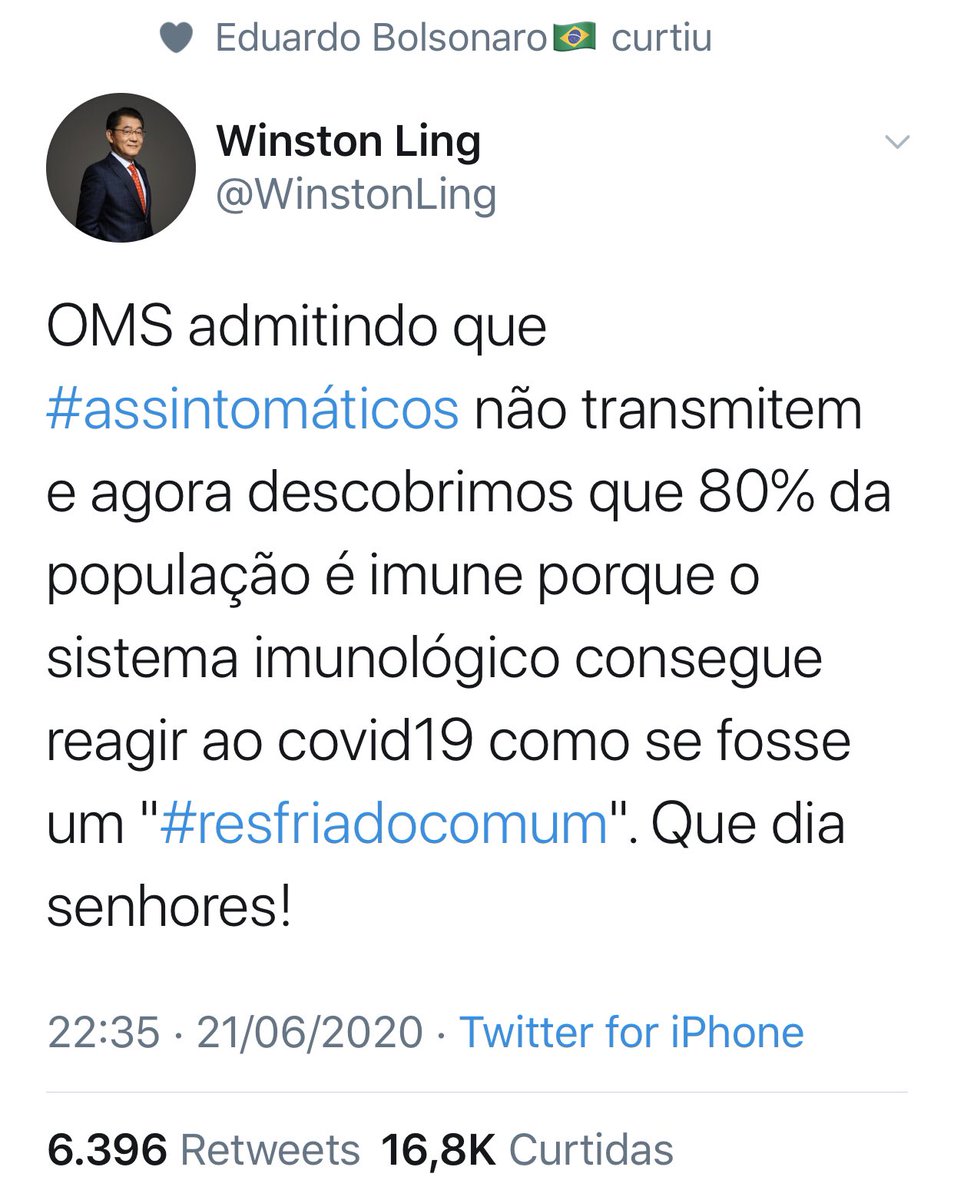 Eduardo Bolsonaro🇧🇷 curtiu
Winston Ling
@WinstonLing
OMS admitindo que
#assintomáticos não transmitem
e agora descobrimos que 80% da
população é imune porque o
sistema imunológico consegue
reagir ao covid19 como se fosse
um "#resfriadocomum". Que dia
senhores!
22:35 · 21/06/2020 · Twitter for iPhone
6.396 Retweets 16,8K Curtidas